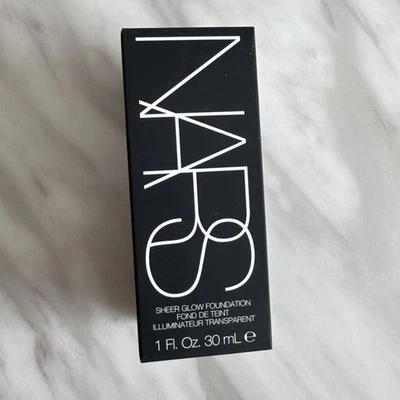 NARS
SHEER GLOW FOUNDATION
FOND DE TEINT
ILLUMINATEUR TRANSPARENT
1 Fl. Oz. 30 mL ℮